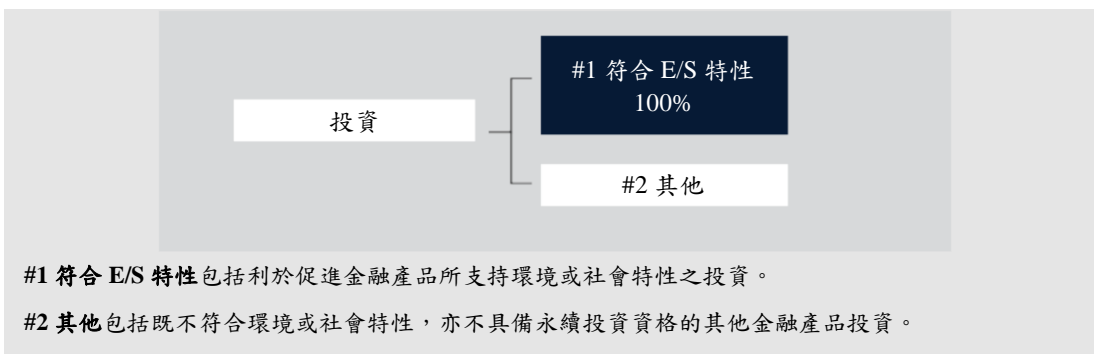 #1 符合 E/S 特性
100%
投資
#2 其他
#1 符合 E/S 特性包括利於促進金融產品所支持環境或社會特性之投資。
#2 其他包括既不符合環境或社會特性，亦不具備永續投資資格的其他金融產品投資。